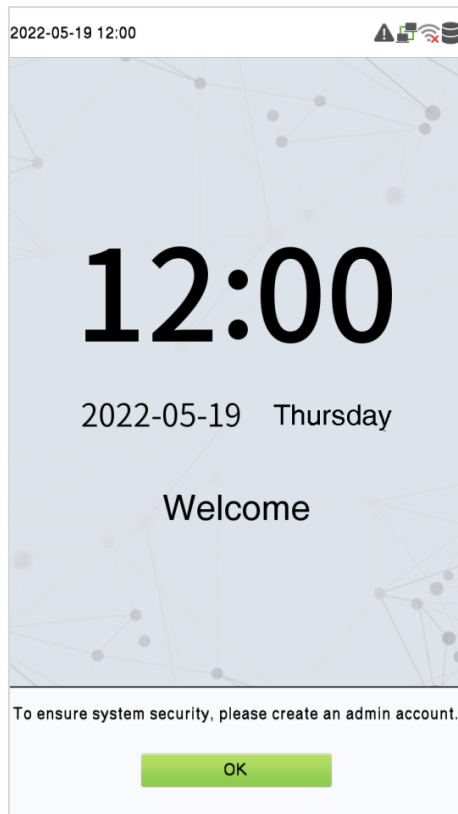 2022-05-19 12:00
12:00
2022-05-19 Thursday
Welcome
To ensure system security, please create an admin account.
OK